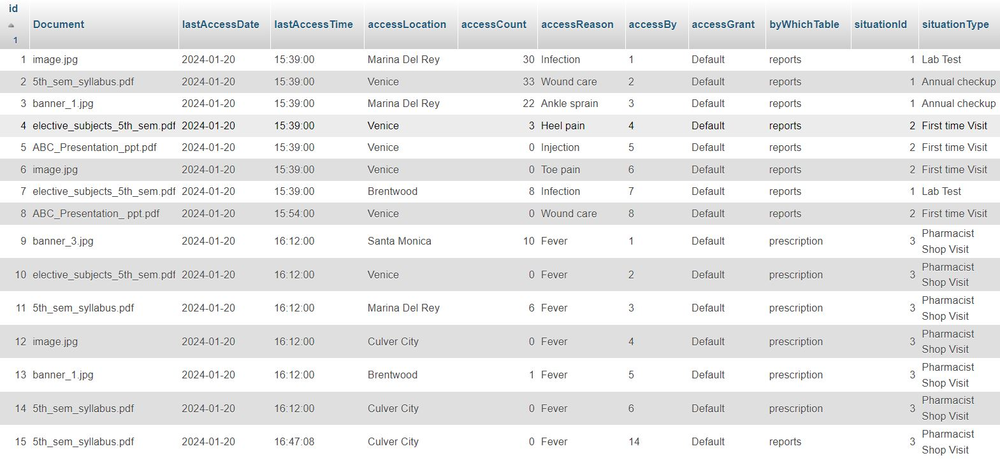 id
1
Document lastAccessDate lastAccessTime accessLocation accessCount accessReason accessBy accessGrant byWhichTable situationId situationType
1 image.jpg 2024-01-20 15:39:00 Marina Del Rey 30 Infection 1 Default reports 1 Lab Test
2 5th_sem_syllabus.pdf 2024-01-20 15:39:00 Venice 33 Wound care 2 Default reports 1 Annual checkup
3 banner_1.jpg 2024-01-20 15:39:00 Marina Del Rey 22 Ankle sprain 3 Default reports 1 Annual checkup
4 elective_subjects_5th_sem.pdf 2024-01-20 15:39:00 Venice 3 Heel pain 4 Default reports 2 First time Visit
5 ABC_Presentation_ppt.pdf 2024-01-20 15:39:00 Venice 0 Injection 5 Default reports 2 First time Visit
6 image.jpg 2024-01-20 15:39:00 Venice 0 Toe pain 6 Default reports 2 First time Visit
7 elective_subjects_5th_sem.pdf 2024-01-20 15:39:00 Brentwood 8 Infection 7 Default reports 1 Lab Test
8 ABC_Presentation_ ppt.pdf 2024-01-20 15:54:00 Venice 0 Wound care 8 Default reports 2 First time Visit
9 banner_3.jpg 2024-01-20 16:12:00 Santa Monica 10 Fever 1 Default prescription 3 Pharmacist
Shop Visit
10 elective_subjects_5th_sem.pdf 2024-01-20 16:12:00 Venice 0 Fever 2 Default prescription 3 Pharmacist
Shop Visit
11 5th_sem_syllabus.pdf 2024-01-20 16:12:00 Marina Del Rey 6 Fever 3 Default prescription 3 Pharmacist
Shop Visit
12 image.jpg 2024-01-20 16:12:00 Culver City 0 Fever 4 Default prescription 3 Pharmacist
Shop Visit
13 banner_1.jpg 2024-01-20 16:12:00 Brentwood 1 Fever 5 Default prescription 3 Pharmacist
Shop Visit
14 5th_sem_syllabus.pdf 2024-01-20 16:12:00 Culver City 0 Fever 6 Default prescription 3 Pharmacist
Shop Visit
15 5th_sem_syllabus.pdf 2024-01-20 16:47:08 Culver City 0 Fever 14 Default reports 3 Pharmacist
Shop Visit